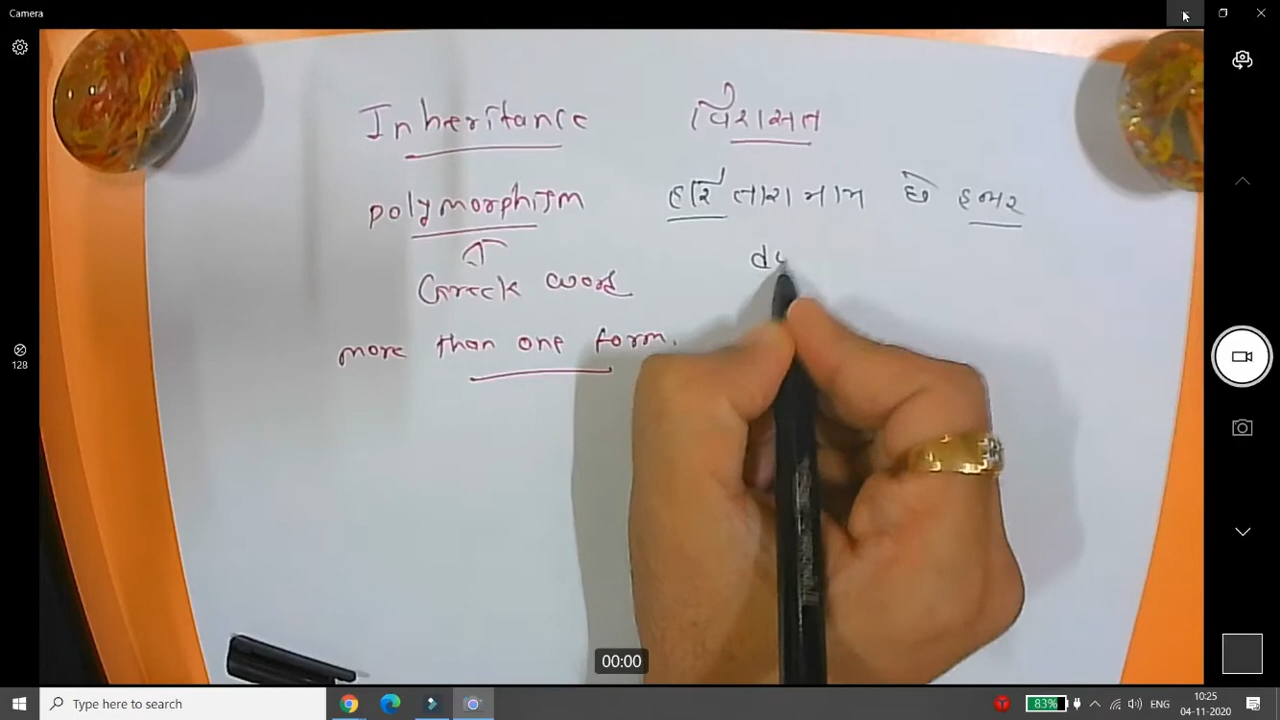 Camera
Inheritance વિરાસત
polymorphism હરિ તારા નામ છે હજાર
Greek word
more than one form.
128
00:00
Type here to search
83%
ENG
10:25
04-11-2020